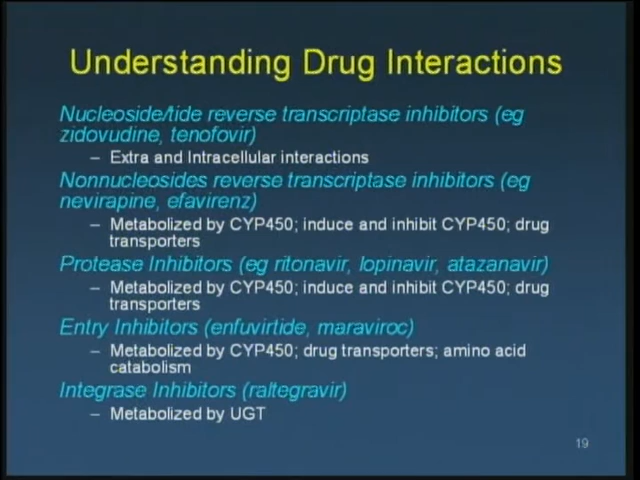 Understanding Drug Interactions
Nucleoside/tide reverse transcriptase inhibitors (eg
zidovudine, tenofovir)
– Extra and Intracellular interactions
Nonnucleosides reverse transcriptase inhibitors (eg
nevirapine, efavirenz)
– Metabolized by CYP450; induce and inhibit CYP450; drug
transporters
Protease Inhibitors (eg ritonavir, lopinavir, atazanavir)
– Metabolized by CYP450; induce and inhibit CYP450; drug
transporters
Entry Inhibitors (enfuvirtide, maraviroc)
– Metabolized by CYP450; drug transporters; amino acid
catabolism
Integrase Inhibitors (raltegravir)
– Metabolized by UGT
19